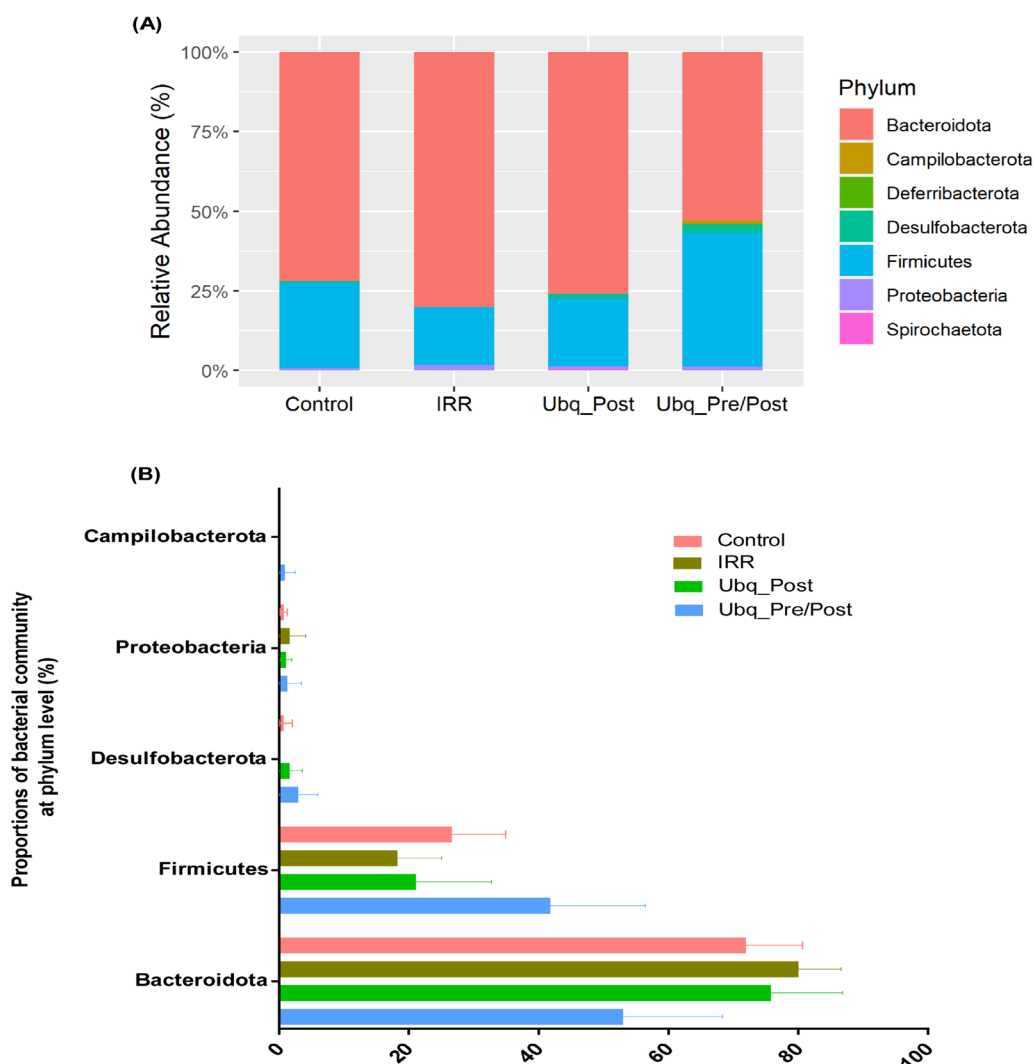 (A)
Relative Abundance (%)
100%
75%
50%
25%
0%
Control
IRR
Ubq_Post
Ubq_Pre/Post
Phylum
Bacteroidota
Campilobacterota
Deferribacterota
Desulfobacterota
Firmicutes
Proteobacteria
Spirochaetota
(B)
Proportions of bacterial community
at phylum level (%)
Campilobacterota
Proteobacteria
Desulfobacterota
Firmicutes
Bacteroidota
Control
IRR
Ubq_Post
Ubq_Pre/Post
0
20
40
60
80
100